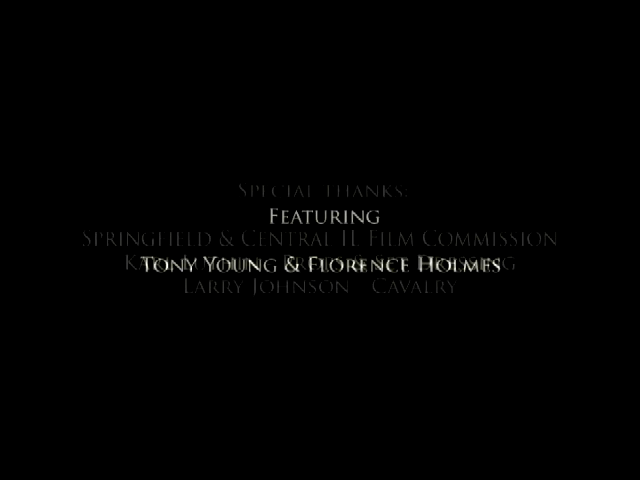 Special thanks:
Featuring
Springfield & Central IL Film Commission
Tony Young & Florence Holmes
Larry Johnson Cavalry